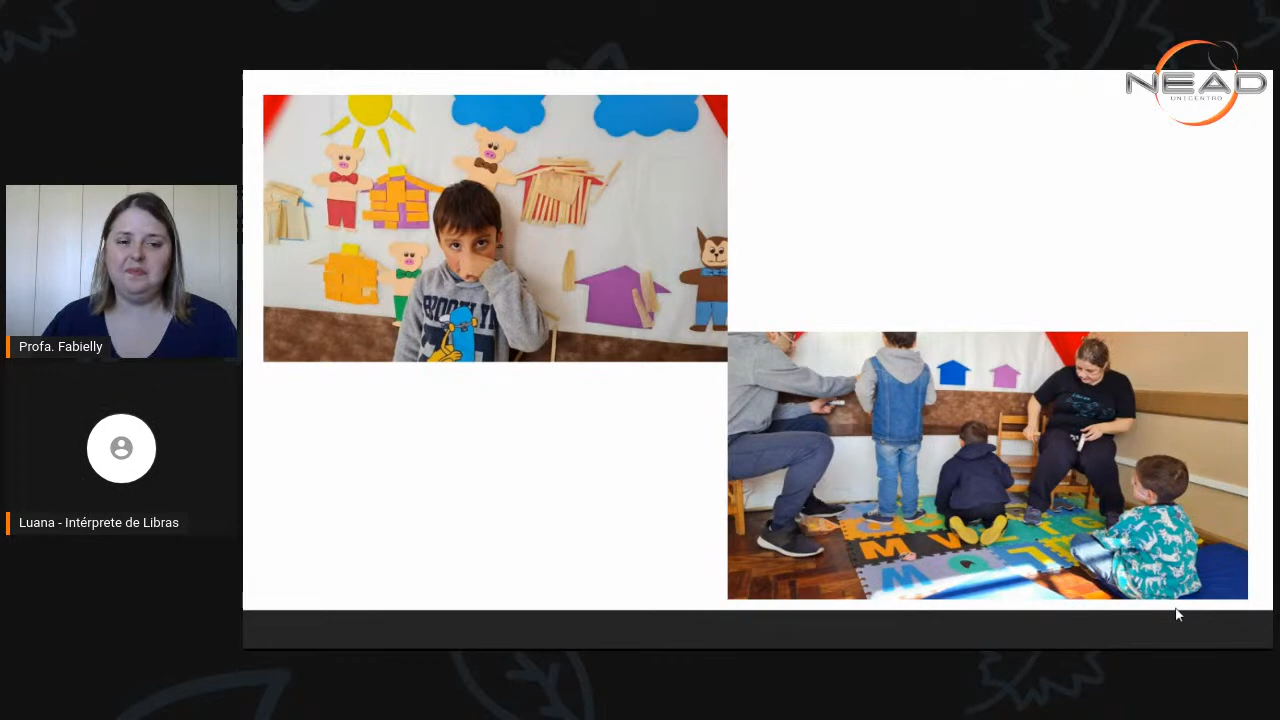 NEAD
UNICENTRO
Profa. Fabielly
Luana - Intérprete de Libras
BROOKLYN
M V
W O